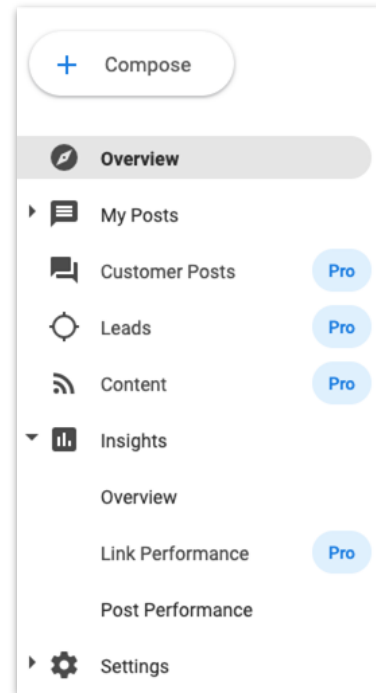 Compose
Overview
My Posts
Customer Posts Pro
Leads Pro
Content Pro
Insights
Overview
Link Performance Pro
Post Performance
Settings